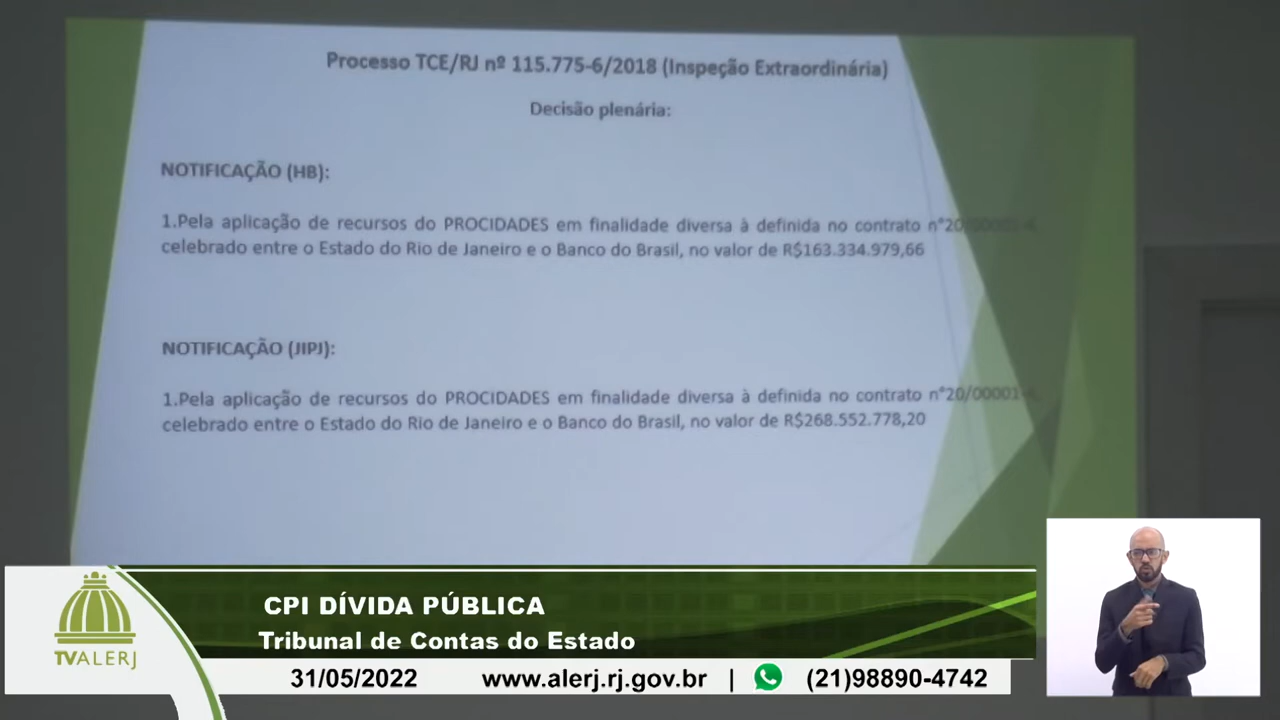 Processo TCE/RJ nº 115.775-6/2018 (Inspeção Extraordinária)
Decisão plenária:
NOTIFICAÇÃO (HB):
1.Pela aplicação de recursos do PROCIDADES em finalidade diversa à definida no contrato
celebrado entre o Estado do Rio de Janeiro e o Banco do Brasil, no valor de R$163.334.979,66
NOTIFICAÇÃO (JIPJ):
1.Pela aplicação de recursos do PROCIDADES em finalidade diversa à definida no contrato
celebrado entre o Estado do Rio de Janeiro e o Banco do Brasil, no valor de R$268.552.778,20
CPI DÍVIDA PÚBLICA
Tribunal de Contas do Estado
TVALERJ
31/05/2022 www.alerj.rj.gov.br | (21)98890-4742